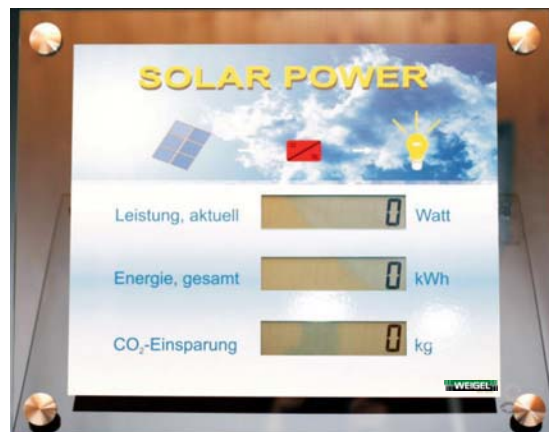 SOLAR POWER
Leistung, aktuell 0 Watt
Energie, gesamt 0 kWh
CO₂-Einsparung 0 kg
WEIGEL